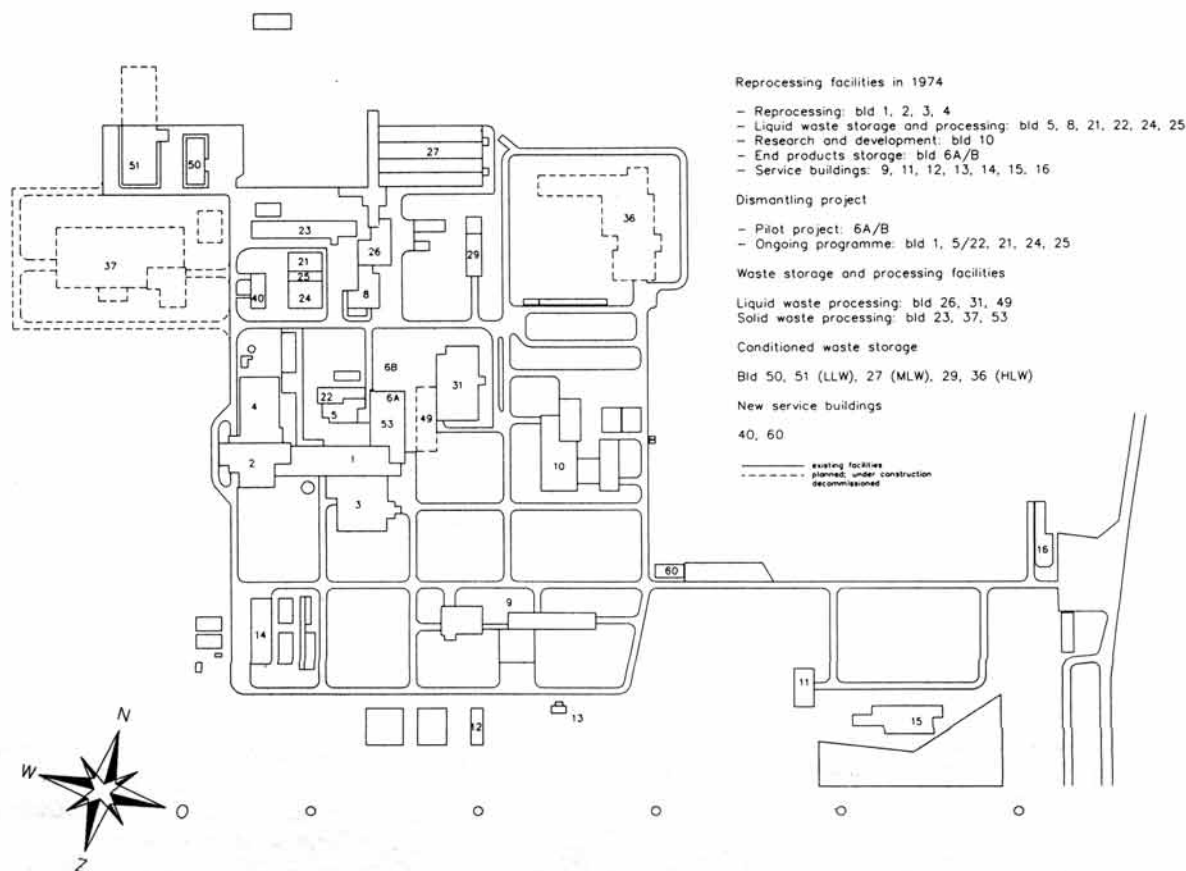 Reprocessing facilities in 1974
- Reprocessing: bld 1, 2, 3, 4
- Liquid waste storage and processing: bld 5, 8, 21, 22, 24, 25
- Research and development: bld 10
- End products storage: bld 6A/B
- Service buildings: 9, 11, 12, 13, 14, 15, 16
Dismantling project
- Pilot project: 6A/B
- Ongoing programme: bld 1, 5/22, 21, 24, 25
Waste storage and processing facilities
Liquid waste processing: bld 26, 31, 49
Solid waste processing: bld 23, 37, 53
Conditioned waste storage
Bld 50, 51 (LLW), 27 (MLW), 29, 36 (HLW)
New service buildings
40, 60
existing facilities
planned; under construction
decommissioned
51
50
27
36
23
26
29
37
21
25
24
40
8
6B
31
22
6A
4
5
53
49
2
1
10
3
16
60
9
14
11
15
12
13
N
W
O
Z